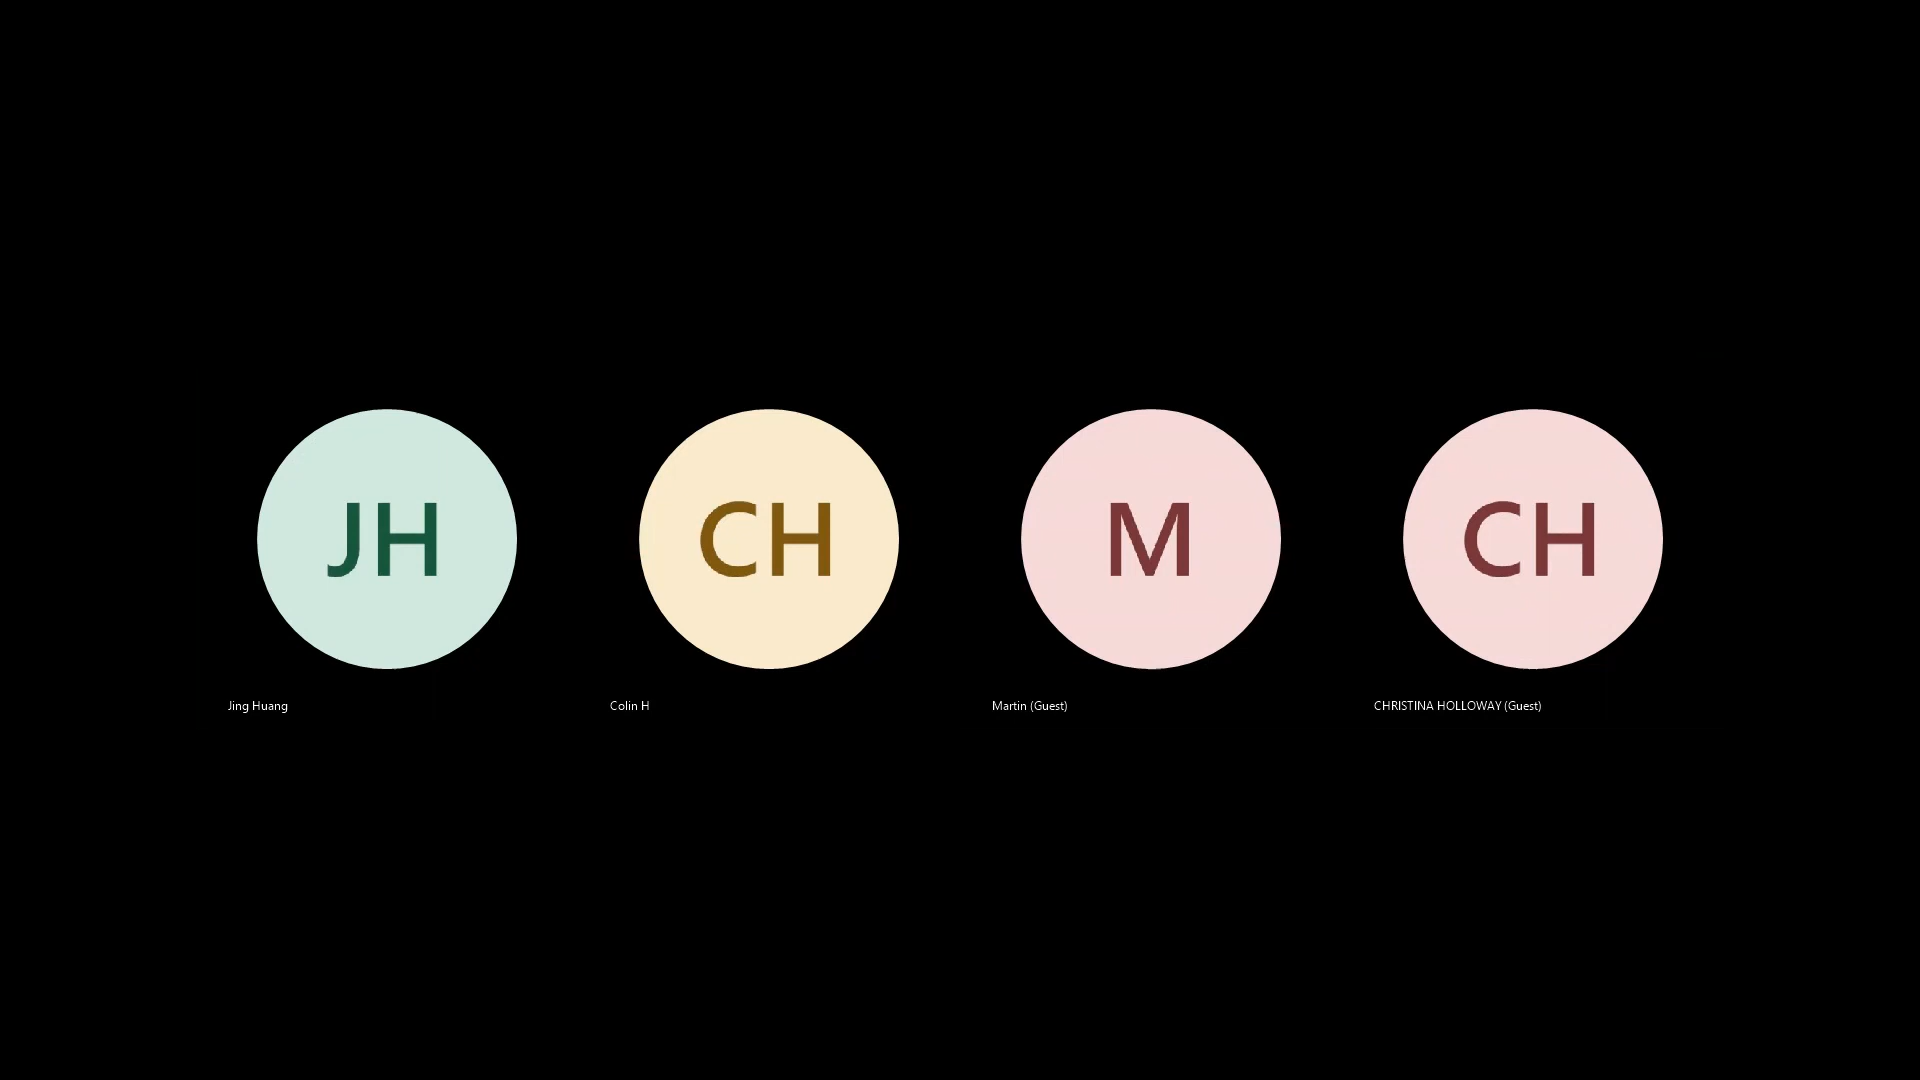 JH
CH
M
CH
Jing Huang
Colin H
Martin (Guest)
CHRISTINA HOLLOWAY (Guest)